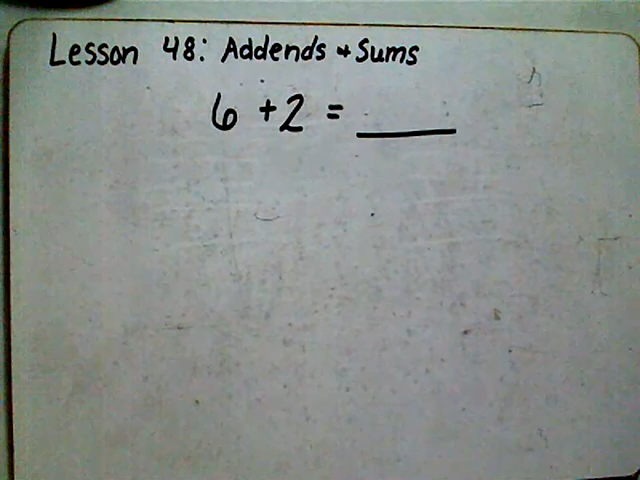 Lesson 48: Addends + Sums
6 + 2 = ____